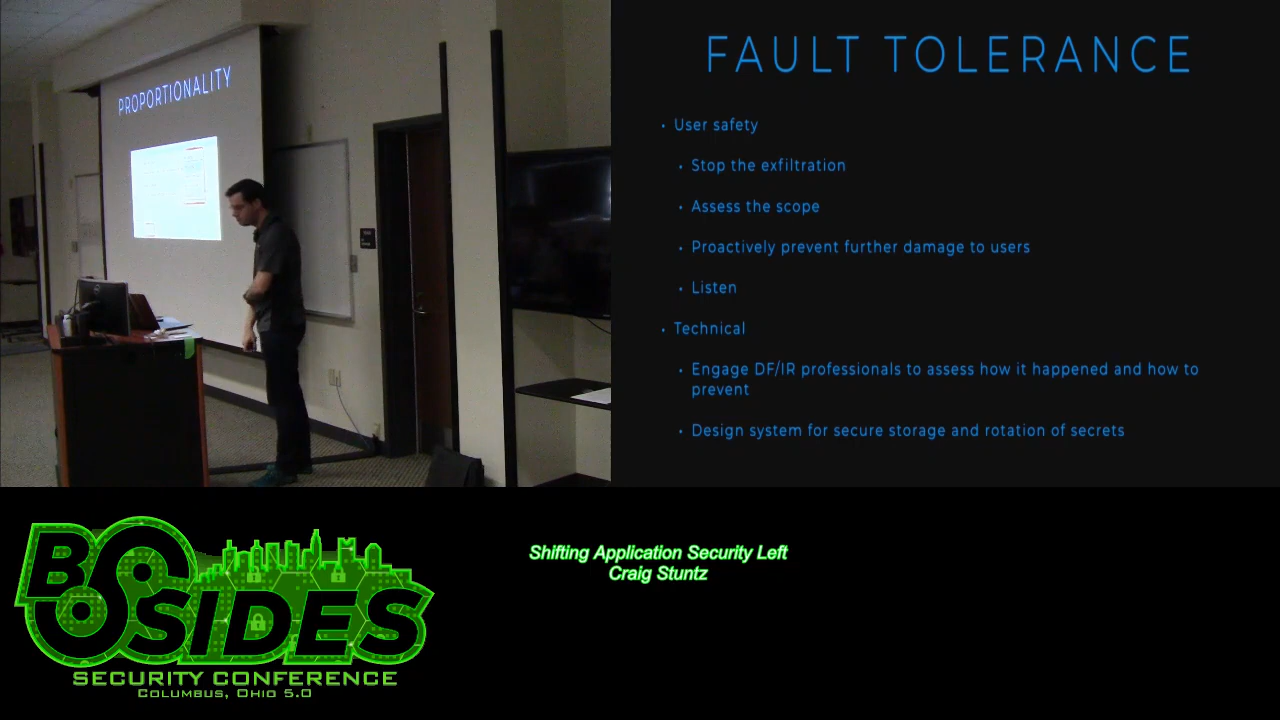 PROPORTIONALITY
FAULT TOLERANCE
• User safety
• Stop the exfiltration
• Assess the scope
• Proactively prevent further damage to users
• Listen
• Technical
• Engage DF/IR professionals to assess how it happened and how to
prevent
• Design system for secure storage and rotation of secrets
BSIDES
SECURITY CONFERENCE
COLUMBUS, OHIO 5.0
Shifting Application Security Left
Craig Stuntz